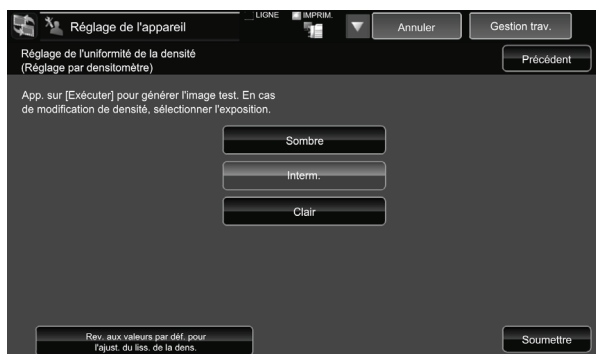 Réglage de l'appareil
LIGNE
IMPRIM.
Annuler
Gestion trav.
Réglage de l'uniformité de la densité
(Réglage par densitomètre)
Précédent
App. sur [Exécuter] pour générer l'image test. En cas
de modification de densité, sélectionner l'exposition.
Sombre
Interm.
Clair
Rev. aux valeurs par déf. pour
l'ajust. du liss. de la dens.
Soumettre